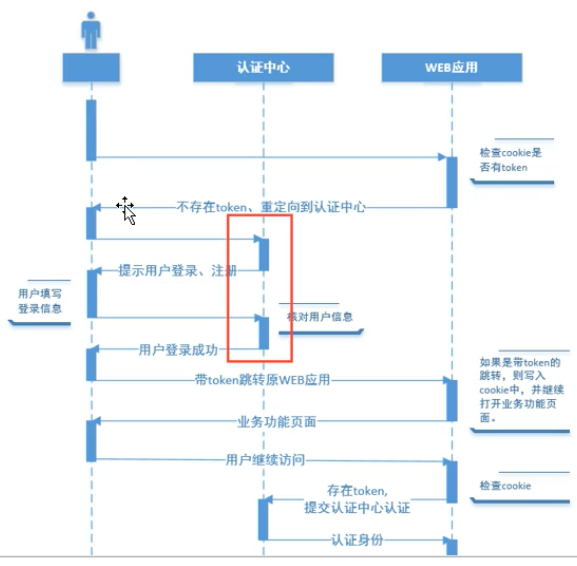 认证中心
WEB应用
检查cookie是
否有token
不存在token、重定向到认证中心
提示用户登录、注册
用户填写
登录信息
核对用户信息
用户登录成功
如果是带token的
跳转，则写入
cookie中，并继续
打开业务功能页
面。
带token跳转原WEB应用
业务功能页面
用户继续访问
检查cookie
存在token,
提交认证中心认证
认证身份